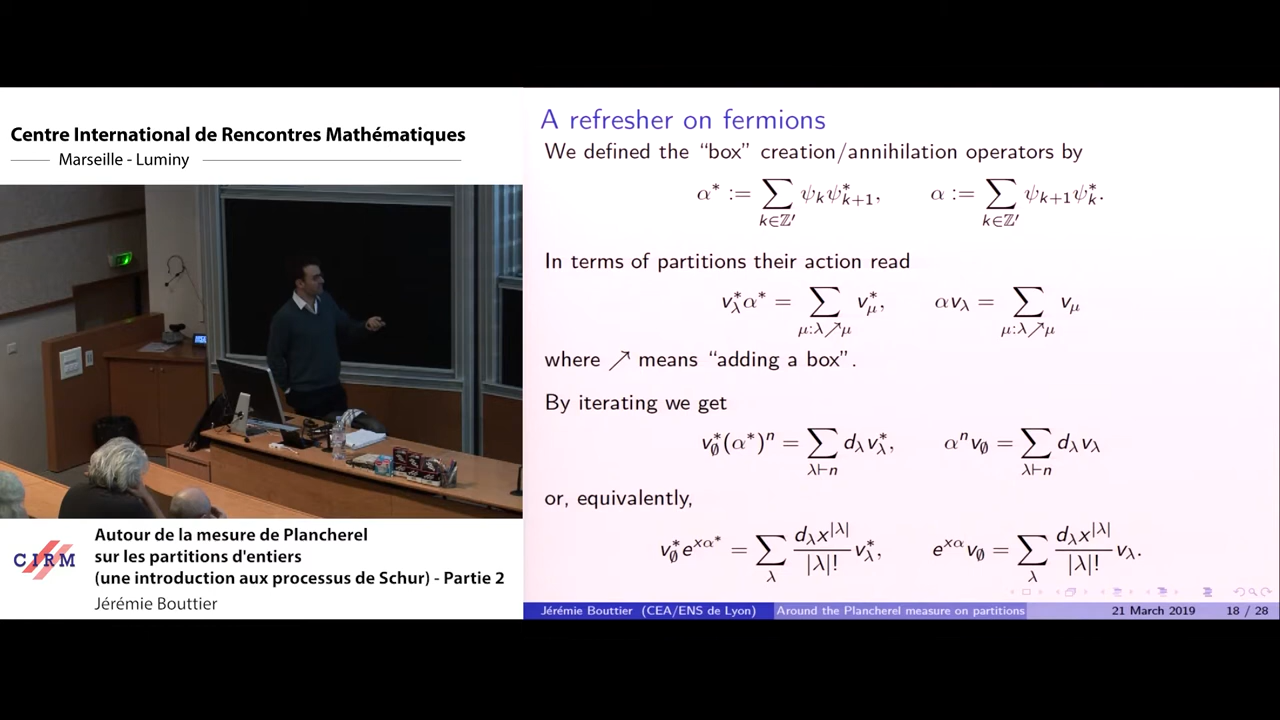 Centre International de Rencontres Mathématiques
Marseille - Luminy
Autour de la mesure de Plancherel
sur les partitions d'entiers
(une introduction aux processus de Schur) - Partie 2
Jérémie Bouttier
CIRM
A refresher on fermions
We defined the “box” creation/annihilation operators by
α* := ∑_{k∈ℤ'} ψ_k ψ*_{k+1}, α := ∑_{k∈ℤ'} ψ_{k+1} ψ*_k.
In terms of partitions their action read
v*_λ α* = ∑_{μ:λ↗μ} v*_μ, αv_λ = ∑_{μ:λ↗μ} v_μ
where ↗ means “adding a box”.
By iterating we get
v*_∅ (α*)^n = ∑_{λ⊢n} d_λ v*_λ, α^n v_∅ = ∑_{λ⊢n} d_λ v_λ
or, equivalently,
v*_∅ e^{xα*} = ∑_λ \frac{d_λ x^{|λ|}}{|λ|!} v*_λ, e^{xα} v_∅ = ∑_λ \frac{d_λ x^{|λ|}}{|λ|!} v_λ.
Jérémie Bouttier (CEA/ENS de Lyon) Around the Plancherel measure on partitions 21 March 2019 18 / 28